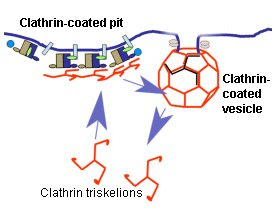 Clathrin-coated pit
Clathrin-
coated
vesicle
Clathrin triskelions